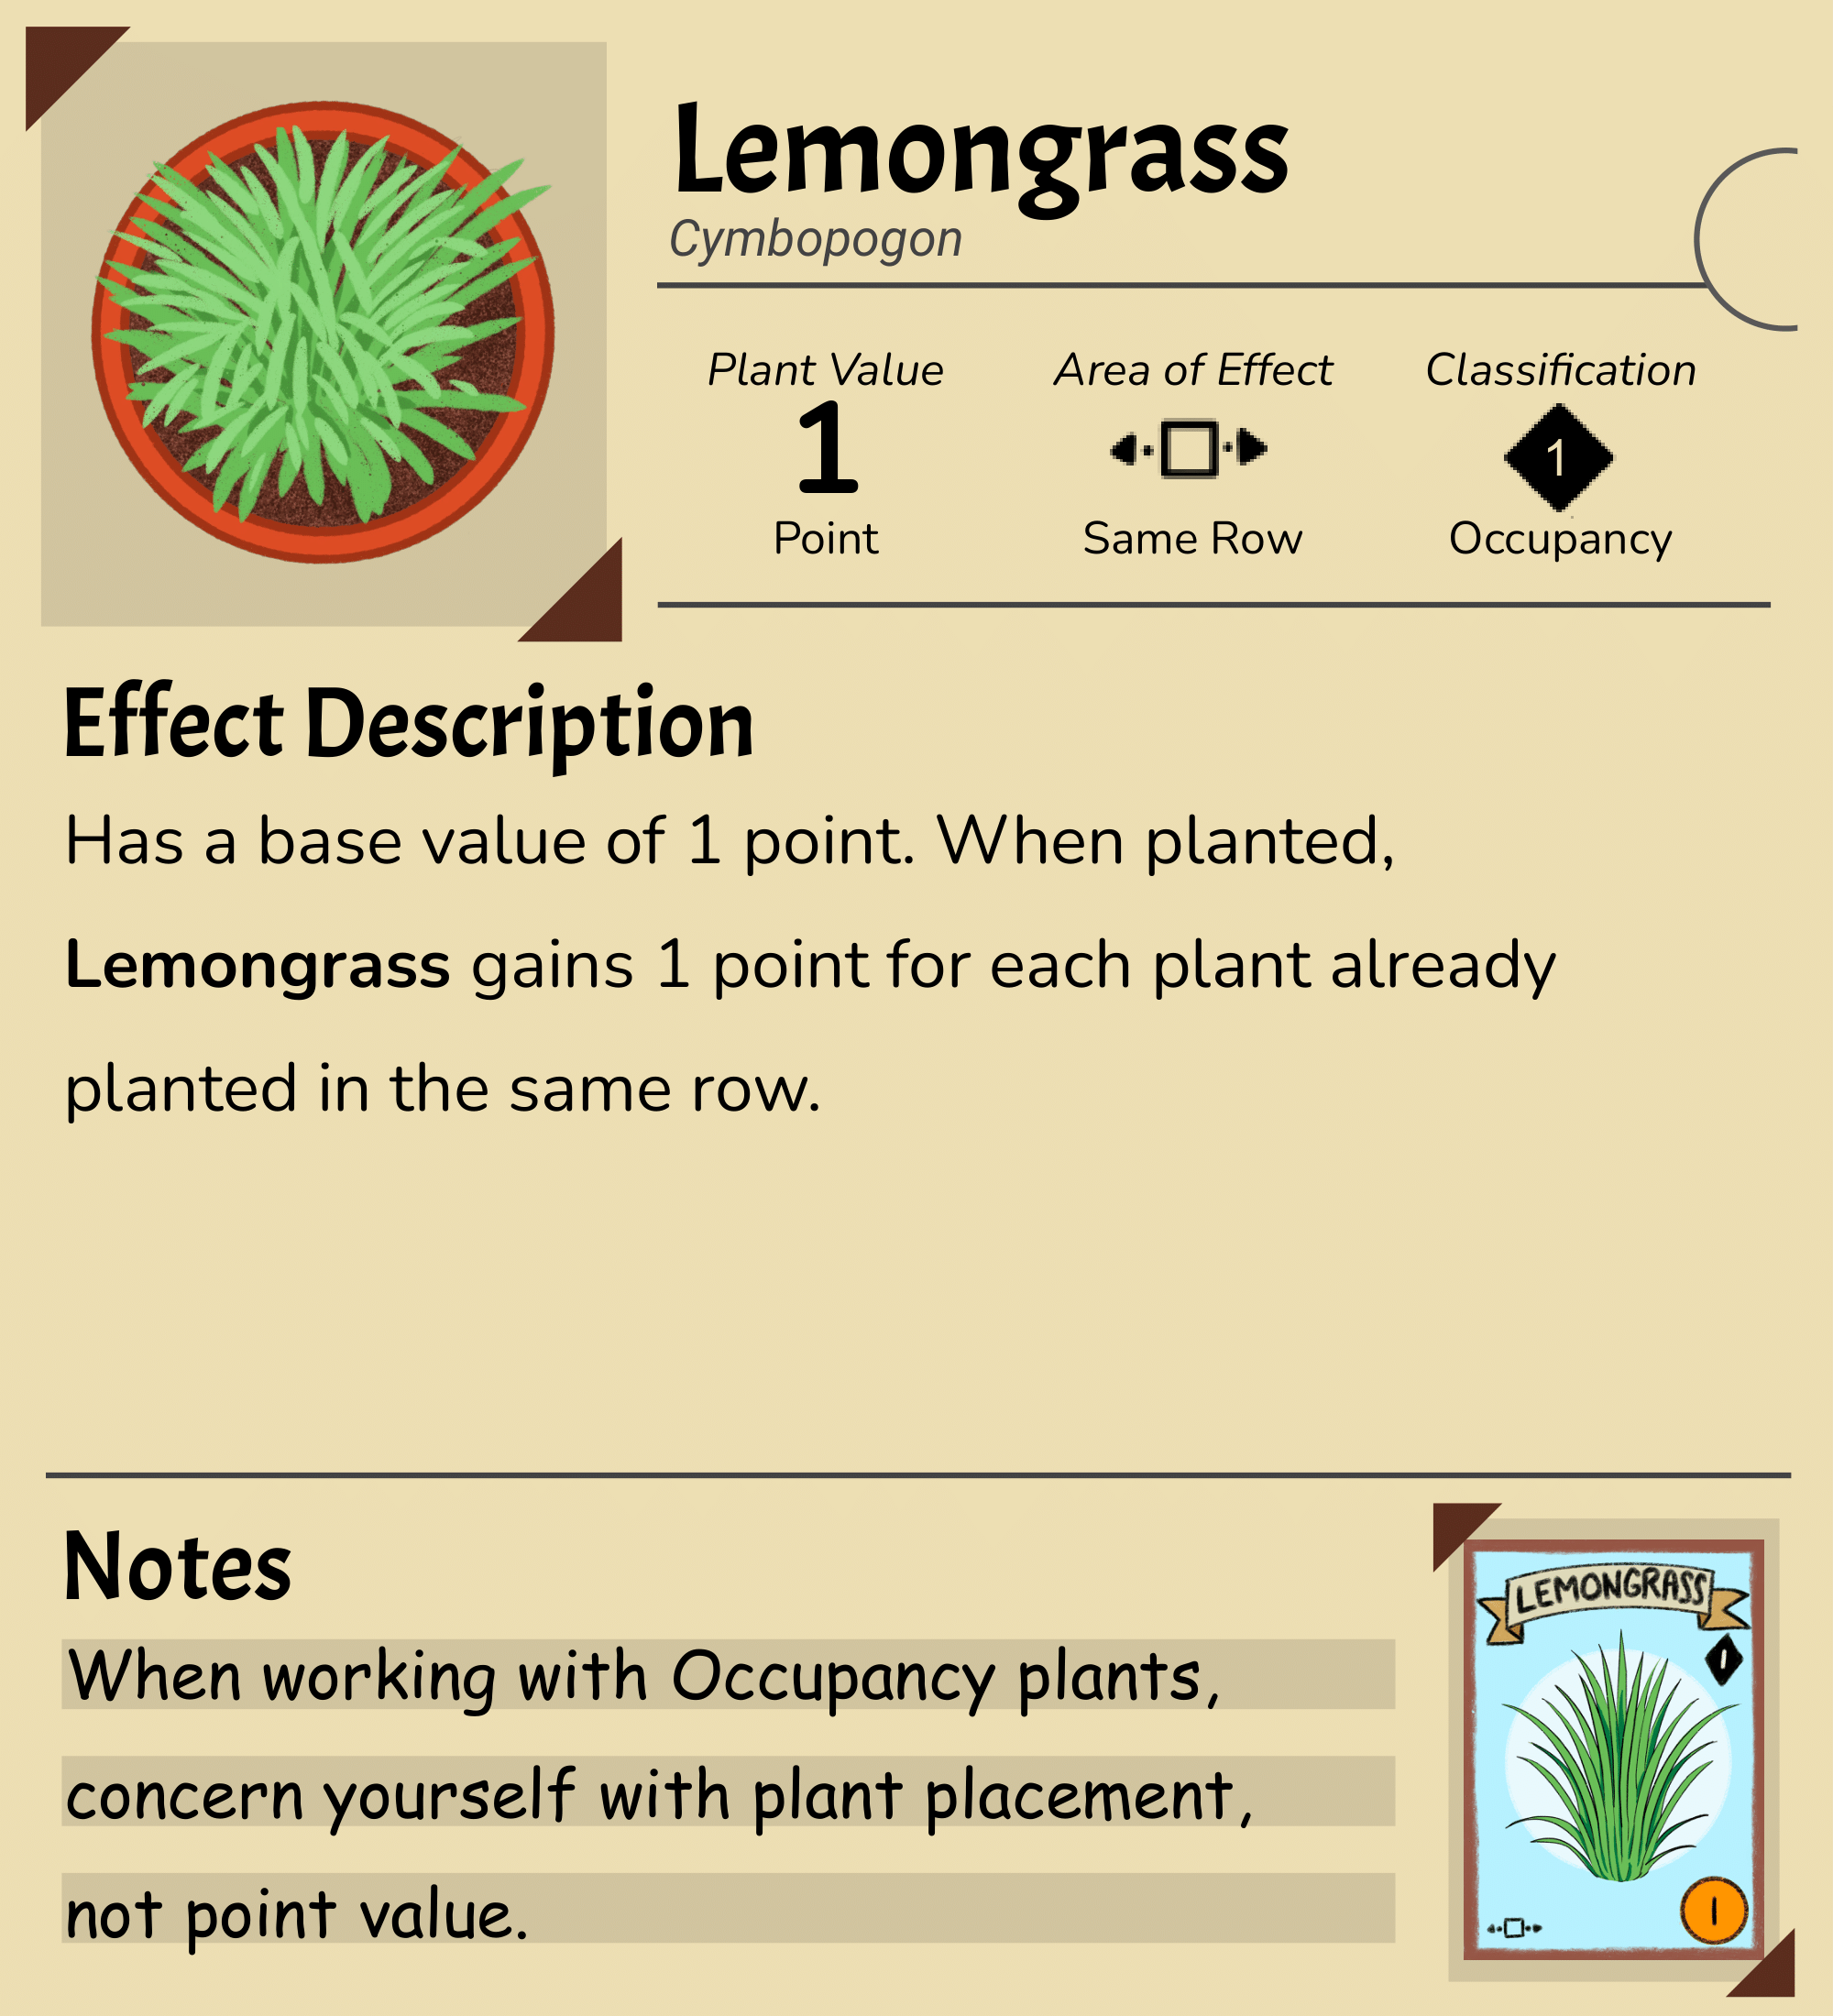 Lemongrass
Cymbopogon
Plant Value
Area of Effect
Classification
1
1
Point
Same Row
Occupancy
Effect Description
Has a base value of 1 point. When planted,
Lemongrass gains 1 point for each plant already
planted in the same row.
Notes
When working with Occupancy plants,
concern yourself with plant placement,
not point value.
LEMONGRASS
1
1